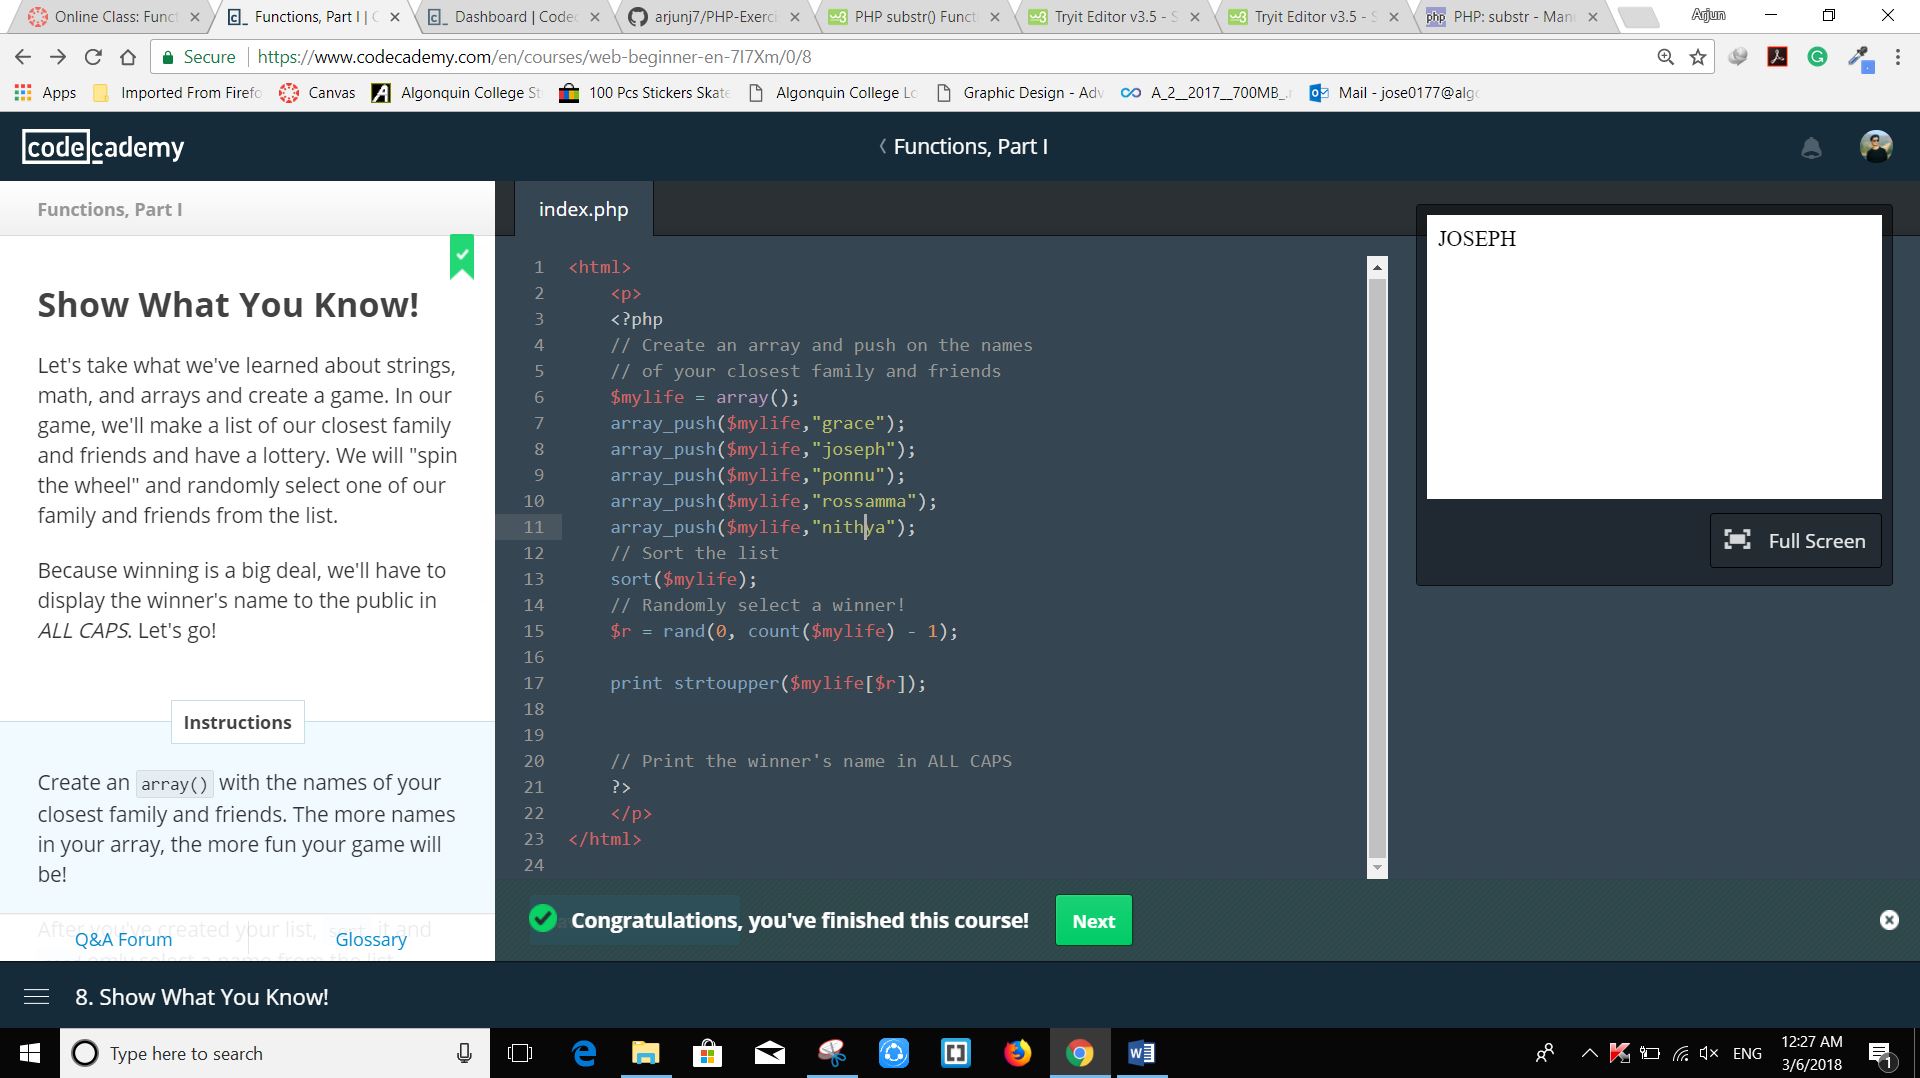 Online Class: Funct
Functions, Part I | C
Dashboard | Codec
arjunj7/PHP-Exerci
PHP substr() Funct
Tryit Editor v3.5 - S
Tryit Editor v3.5 - S
PHP: substr - Man
Arjun
Secure
https://www.codecademy.com/en/courses/web-beginner-en-7I7Xm/0/8
Apps
Imported From Firefo
Canvas
Algonquin College St
100 Pcs Stickers Skate
Algonquin College Lo
Graphic Design - Adv
A_2__2017__700MB_.r
Mail - jose0177@algo
codecademy
Functions, Part I
Functions, Part I
Show What You Know!
Let's take what we've learned about strings,
math, and arrays and create a game. In our
game, we'll make a list of our closest family
and friends and have a lottery. We will "spin
the wheel" and randomly select one of our
family and friends from the list.
Because winning is a big deal, we'll have to
display the winner's name to the public in
ALL CAPS. Let's go!
Instructions
Create an array() with the names of your
closest family and friends. The more names
in your array, the more fun your game will
be!
After you've created your list, sort it and
select a name from the list.
Q&A Forum
Glossary
index.php
1 <html>
2 <p>
3 <?php
4 // Create an array and push on the names
5 // of your closest family and friends
6 $mylife = array();
7 array_push($mylife,"grace");
8 array_push($mylife,"joseph");
9 array_push($mylife,"ponnu");
10 array_push($mylife,"rossamma");
11 array_push($mylife,"nithya");
12 // Sort the list
13 sort($mylife);
14 // Randomly select a winner!
15 $r = rand(0, count($mylife) - 1);
16
17 print strtoupper($mylife[$r]);
18
19
20 // Print the winner's name in ALL CAPS
21 ?>
22 </p>
23 </html>
24
Congratulations, you've finished this course!
Next
JOSEPH
Full Screen
8. Show What You Know!
Type here to search
ENG
12:27 AM
3/6/2018
1